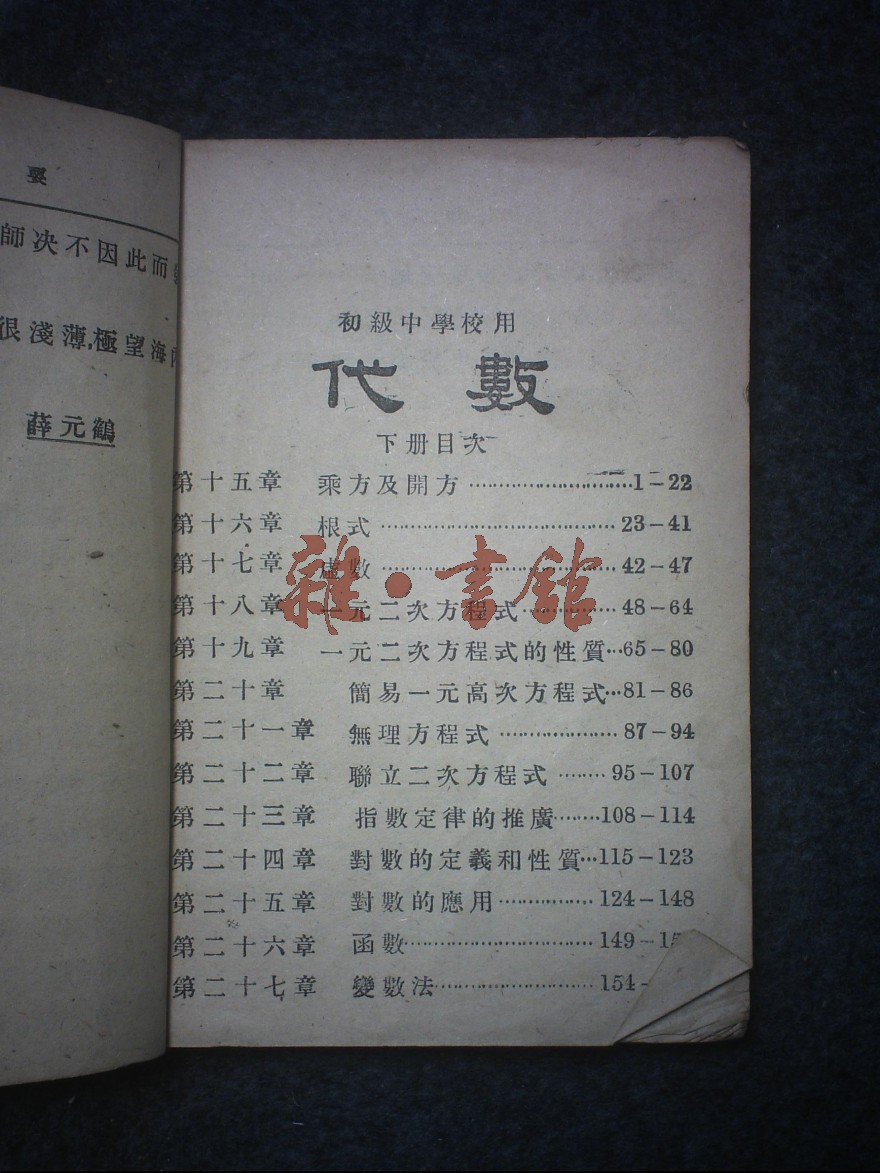 要
師決不因此而
很淺薄,極望海
薛元鶴
初級中學校用
代數
下册目次
第十五章 乘方及開方……………………1–22
第十六章 根式……………………23–41
第十七章 虛數……………………42–47
第十八章 一元二次方程式…………48–64
第十九章 一元二次方程式的性質…65–80
第二十章 簡易一元高次方程式…81–86
第二十一章 無理方程式……………87–94
第二十二章 聯立二次方程式………95–107
第二十三章 指數定律的推廣………108–114
第二十四章 對數的定義和性質…115–123
第二十五章 對數的應用……………124–148
第二十六章 函數……………………149–15
第二十七章 變數法…………………154–
雜·書館